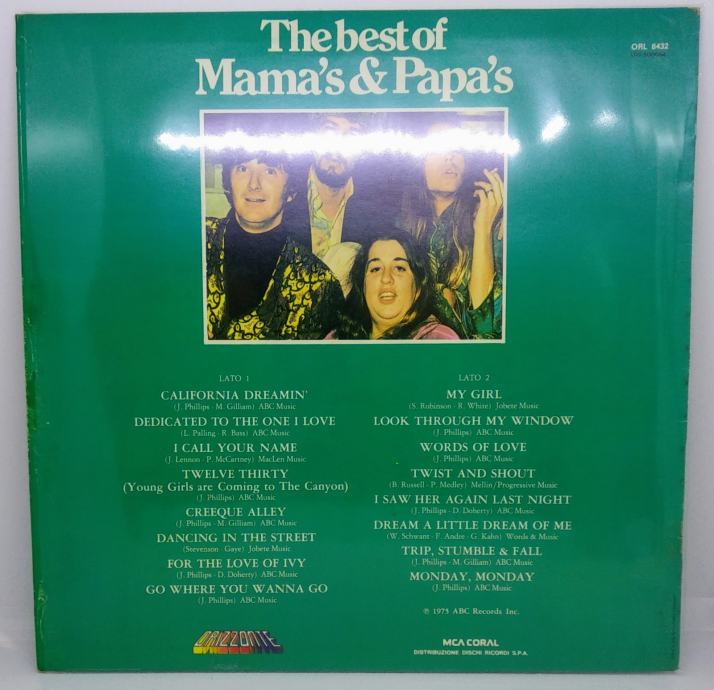 The best of
Mama's & Papa's
ORL 8432
LATO 1
CALIFORNIA DREAMIN'
(J. Phillips - M. Gilliam) ABC Music
DEDICATED TO THE ONE I LOVE
(L. Palling - R. Bass) ABC Music
I CALL YOUR NAME
(J. Lennon - P. McCartney) MacLen Music
TWELVE THIRTY
(Young Girls are Coming to The Canyon)
(J. Phillips) ABC Music
CREEQUE ALLEY
(J. Phillips - M. Gilliam) ABC Music
DANCING IN THE STREET
(Stevenson - Gaye) Jobete Music
FOR THE LOVE OF IVY
(J. Phillips - D. Doherty) ABC Music
GO WHERE YOU WANNA GO
(J. Phillips) ABC Music
LATO 2
MY GIRL
(S. Rubinson - R. White) Jobete Music
LOOK THROUGH MY WINDOW
(J. Phillips) ABC Music
WORDS OF LOVE
(J. Phillips) ABC Music
TWIST AND SHOUT
(B. Russell - P. Medley) Mellin/Progressive Music
I SAW HER AGAIN LAST NIGHT
(J. Phillips - D. Doherty) ABC Music
DREAM A LITTLE DREAM OF ME
(W. Schwant - F. Andre - G. Kahn) Words & Music
TRIP, STUMBLE & FALL
(J. Phillips - M. Gilliam) ABC Music
MONDAY, MONDAY
(J. Phillips) ABC Music
℗ 1973 ABC Records Inc.
ORIZZONTE
MCA CORAL
DISTRIBUZIONE DISCHI RICORDI S.P.A.